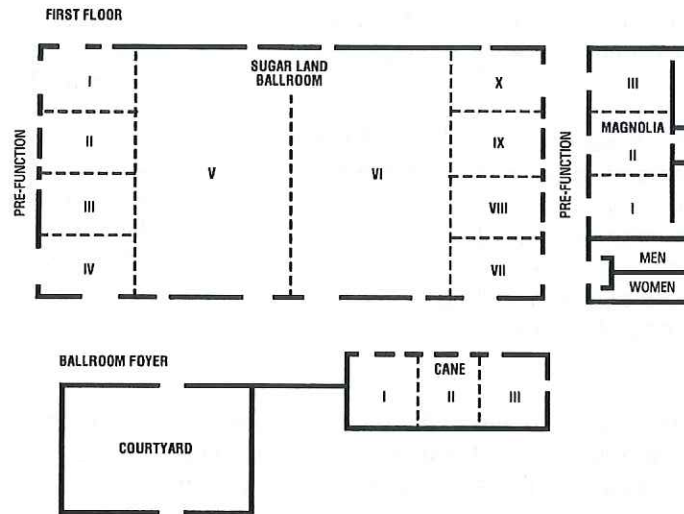 FIRST FLOOR
SUGAR LAND
BALLROOM
I
II
III
IV
V
VI
X
IX
VIII
VII
PRE-FUNCTION
PRE-FUNCTION
III
MAGNOLIA
II
I
MEN
WOMEN
BALLROOM FOYER
COURTYARD
CANE
I
II
III